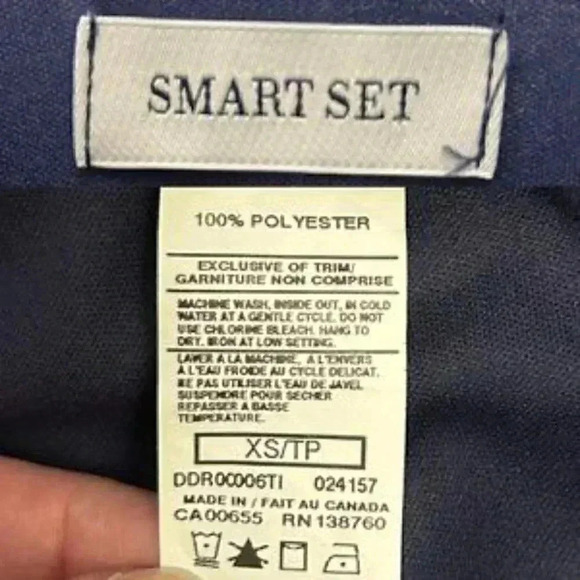 SMART SET
100% POLYESTER
EXCLUSIVE OF TRIM/
GARNITURE NON COMPRISE
MACHINE WASH, INSIDE OUT, IN COLD
WATER AT A GENTLE CYCLE. DO NOT
USE CHLORINE BLEACH. HANG TO
DRY. IRON AT LOW SETTING.
LAVER A LA MACHINE, A L'ENVERS
A L'EAU FROIDE AU CYCLE DELICAT.
NE PAS UTILISER L'EAU DE JAVEL
SUSPENDRE POUR SECHER
REPASSER A BASSE
TEMPERATURE.
XS/TP
DDR00006TI 024157
MADE IN / FAIT AU CANADA
CA00655 RN138760